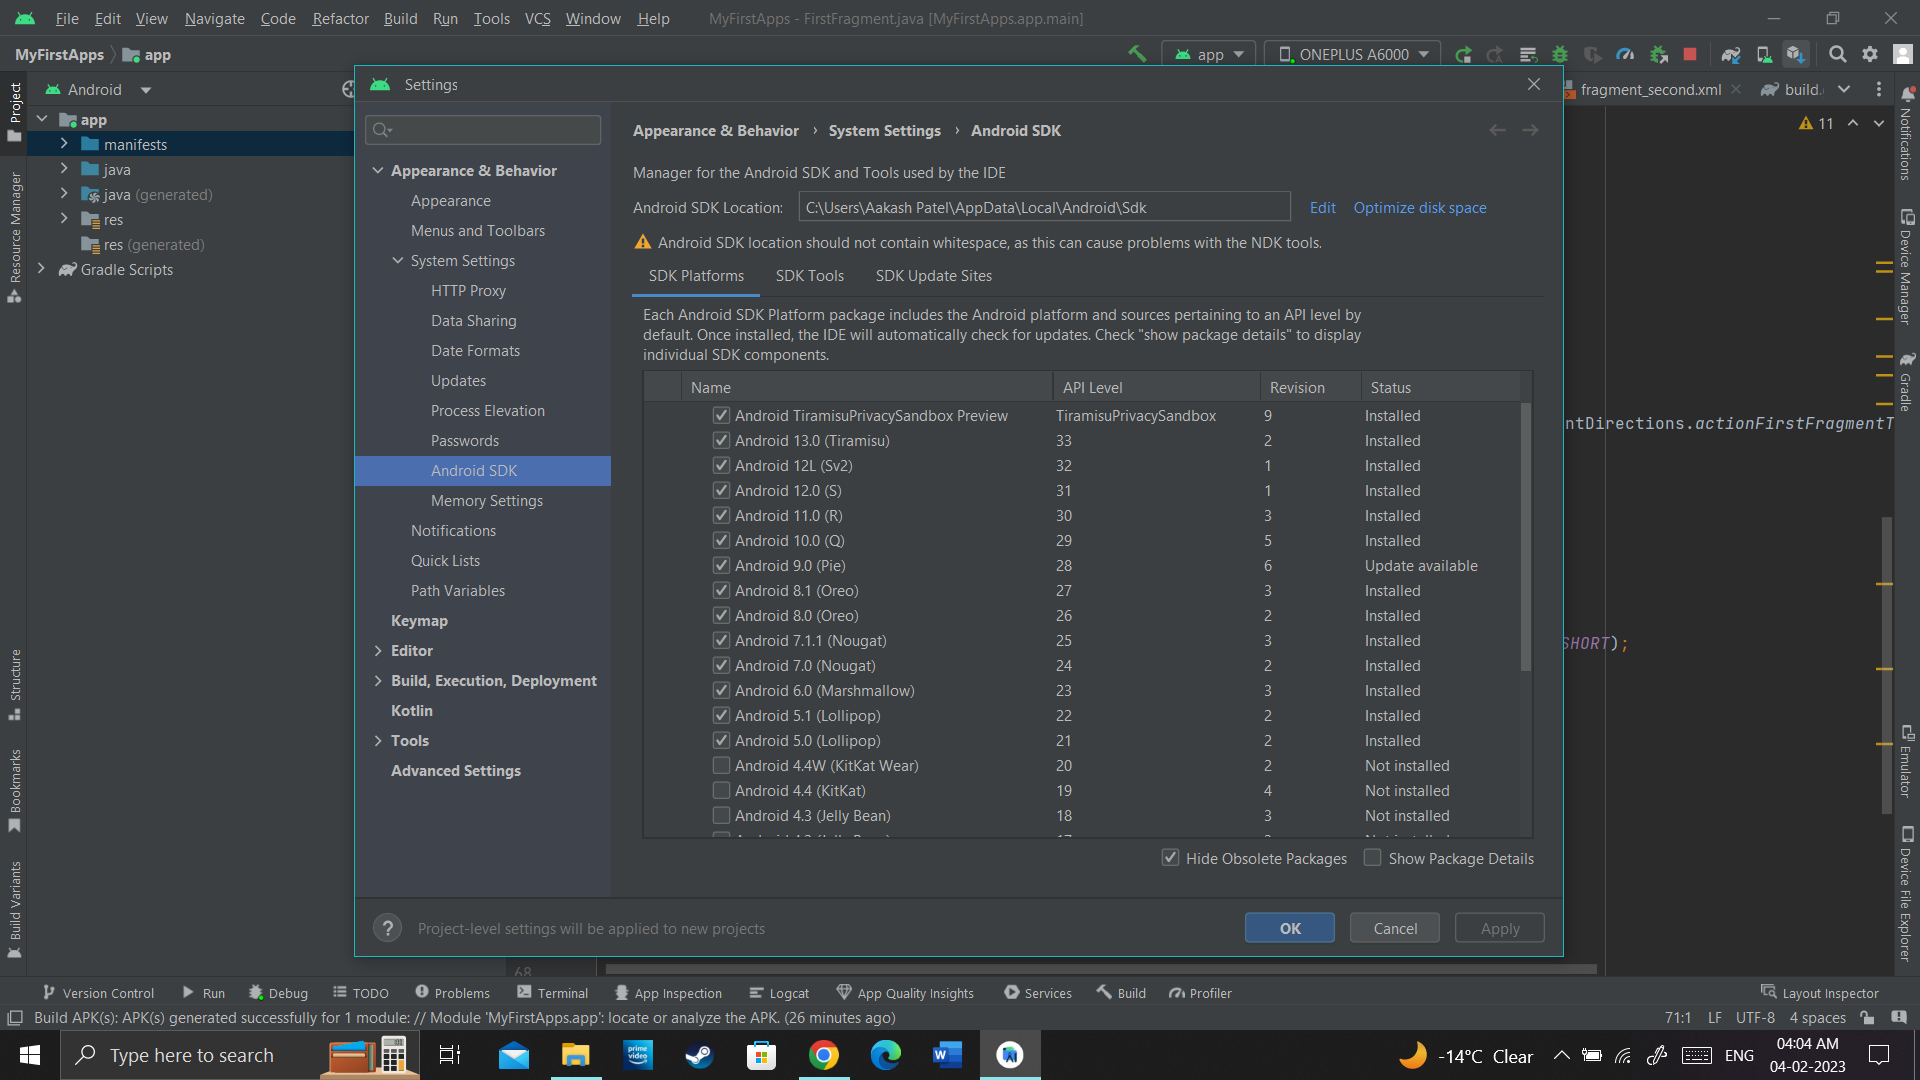 File Edit View Navigate Code Refactor Build Run Tools VCS Window Help MyFirstApps - FirstFragment.java [MyFirstApps.app.main]
MyFirstApps app
app ONEPLUS A6000
Project
Resource Manager
Structure
Bookmarks
Build Variants
Android
app
manifests
java
java (generated)
res
res (generated)
Gradle Scripts
Settings
Appearance & Behavior
Appearance
Menus and Toolbars
System Settings
HTTP Proxy
Data Sharing
Date Formats
Updates
Process Elevation
Passwords
Android SDK
Memory Settings
Notifications
Quick Lists
Path Variables
Keymap
Editor
Build, Execution, Deployment
Kotlin
Tools
Advanced Settings
Appearance & Behavior › System Settings › Android SDK
Manager for the Android SDK and Tools used by the IDE
Android SDK Location: C:\Users\Aakash Patel\AppData\Local\Android\Sdk Edit Optimize disk space
Android SDK location should not contain whitespace, as this can cause problems with the NDK tools.
SDK Platforms SDK Tools SDK Update Sites
Each Android SDK Platform package includes the Android platform and sources pertaining to an API level by
default. Once installed, the IDE will automatically check for updates. Check "show package details" to display
individual SDK components.
Name API Level Revision Status
Android TiramisuPrivacySandbox Preview TiramisuPrivacySandbox 9 Installed
Android 13.0 (Tiramisu) 33 2 Installed
Android 12L (Sv2) 32 1 Installed
Android 12.0 (S) 31 1 Installed
Android 11.0 (R) 30 3 Installed
Android 10.0 (Q) 29 5 Installed
Android 9.0 (Pie) 28 6 Update available
Android 8.1 (Oreo) 27 3 Installed
Android 8.0 (Oreo) 26 2 Installed
Android 7.1.1 (Nougat) 25 3 Installed
Android 7.0 (Nougat) 24 2 Installed
Android 6.0 (Marshmallow) 23 3 Installed
Android 5.1 (Lollipop) 22 2 Installed
Android 5.0 (Lollipop) 21 2 Installed
Android 4.4W (KitKat Wear) 20 2 Not installed
Android 4.4 (KitKat) 19 4 Not installed
Android 4.3 (Jelly Bean) 18 3 Not installed
Hide Obsolete Packages Show Package Details
? Project-level settings will be applied to new projects OK Cancel Apply
fragment_second.xml build.
11
ntDirections.actionFirstFragmentT
SHORT);
68
Notifications
Device Manager
Gradle
Emulator
Device File Explorer
Version Control Run Debug TODO Problems Terminal App Inspection Logcat App Quality Insights Services Build Profiler Layout Inspector
Build APK(s): APK(s) generated successfully for 1 module: // Module 'MyFirstApps.app': locate or analyze the APK. (26 minutes ago) 71:1 LF UTF-8 4 spaces
Type here to search prime video -14°C Clear ENG 04:04 AM
04-02-2023